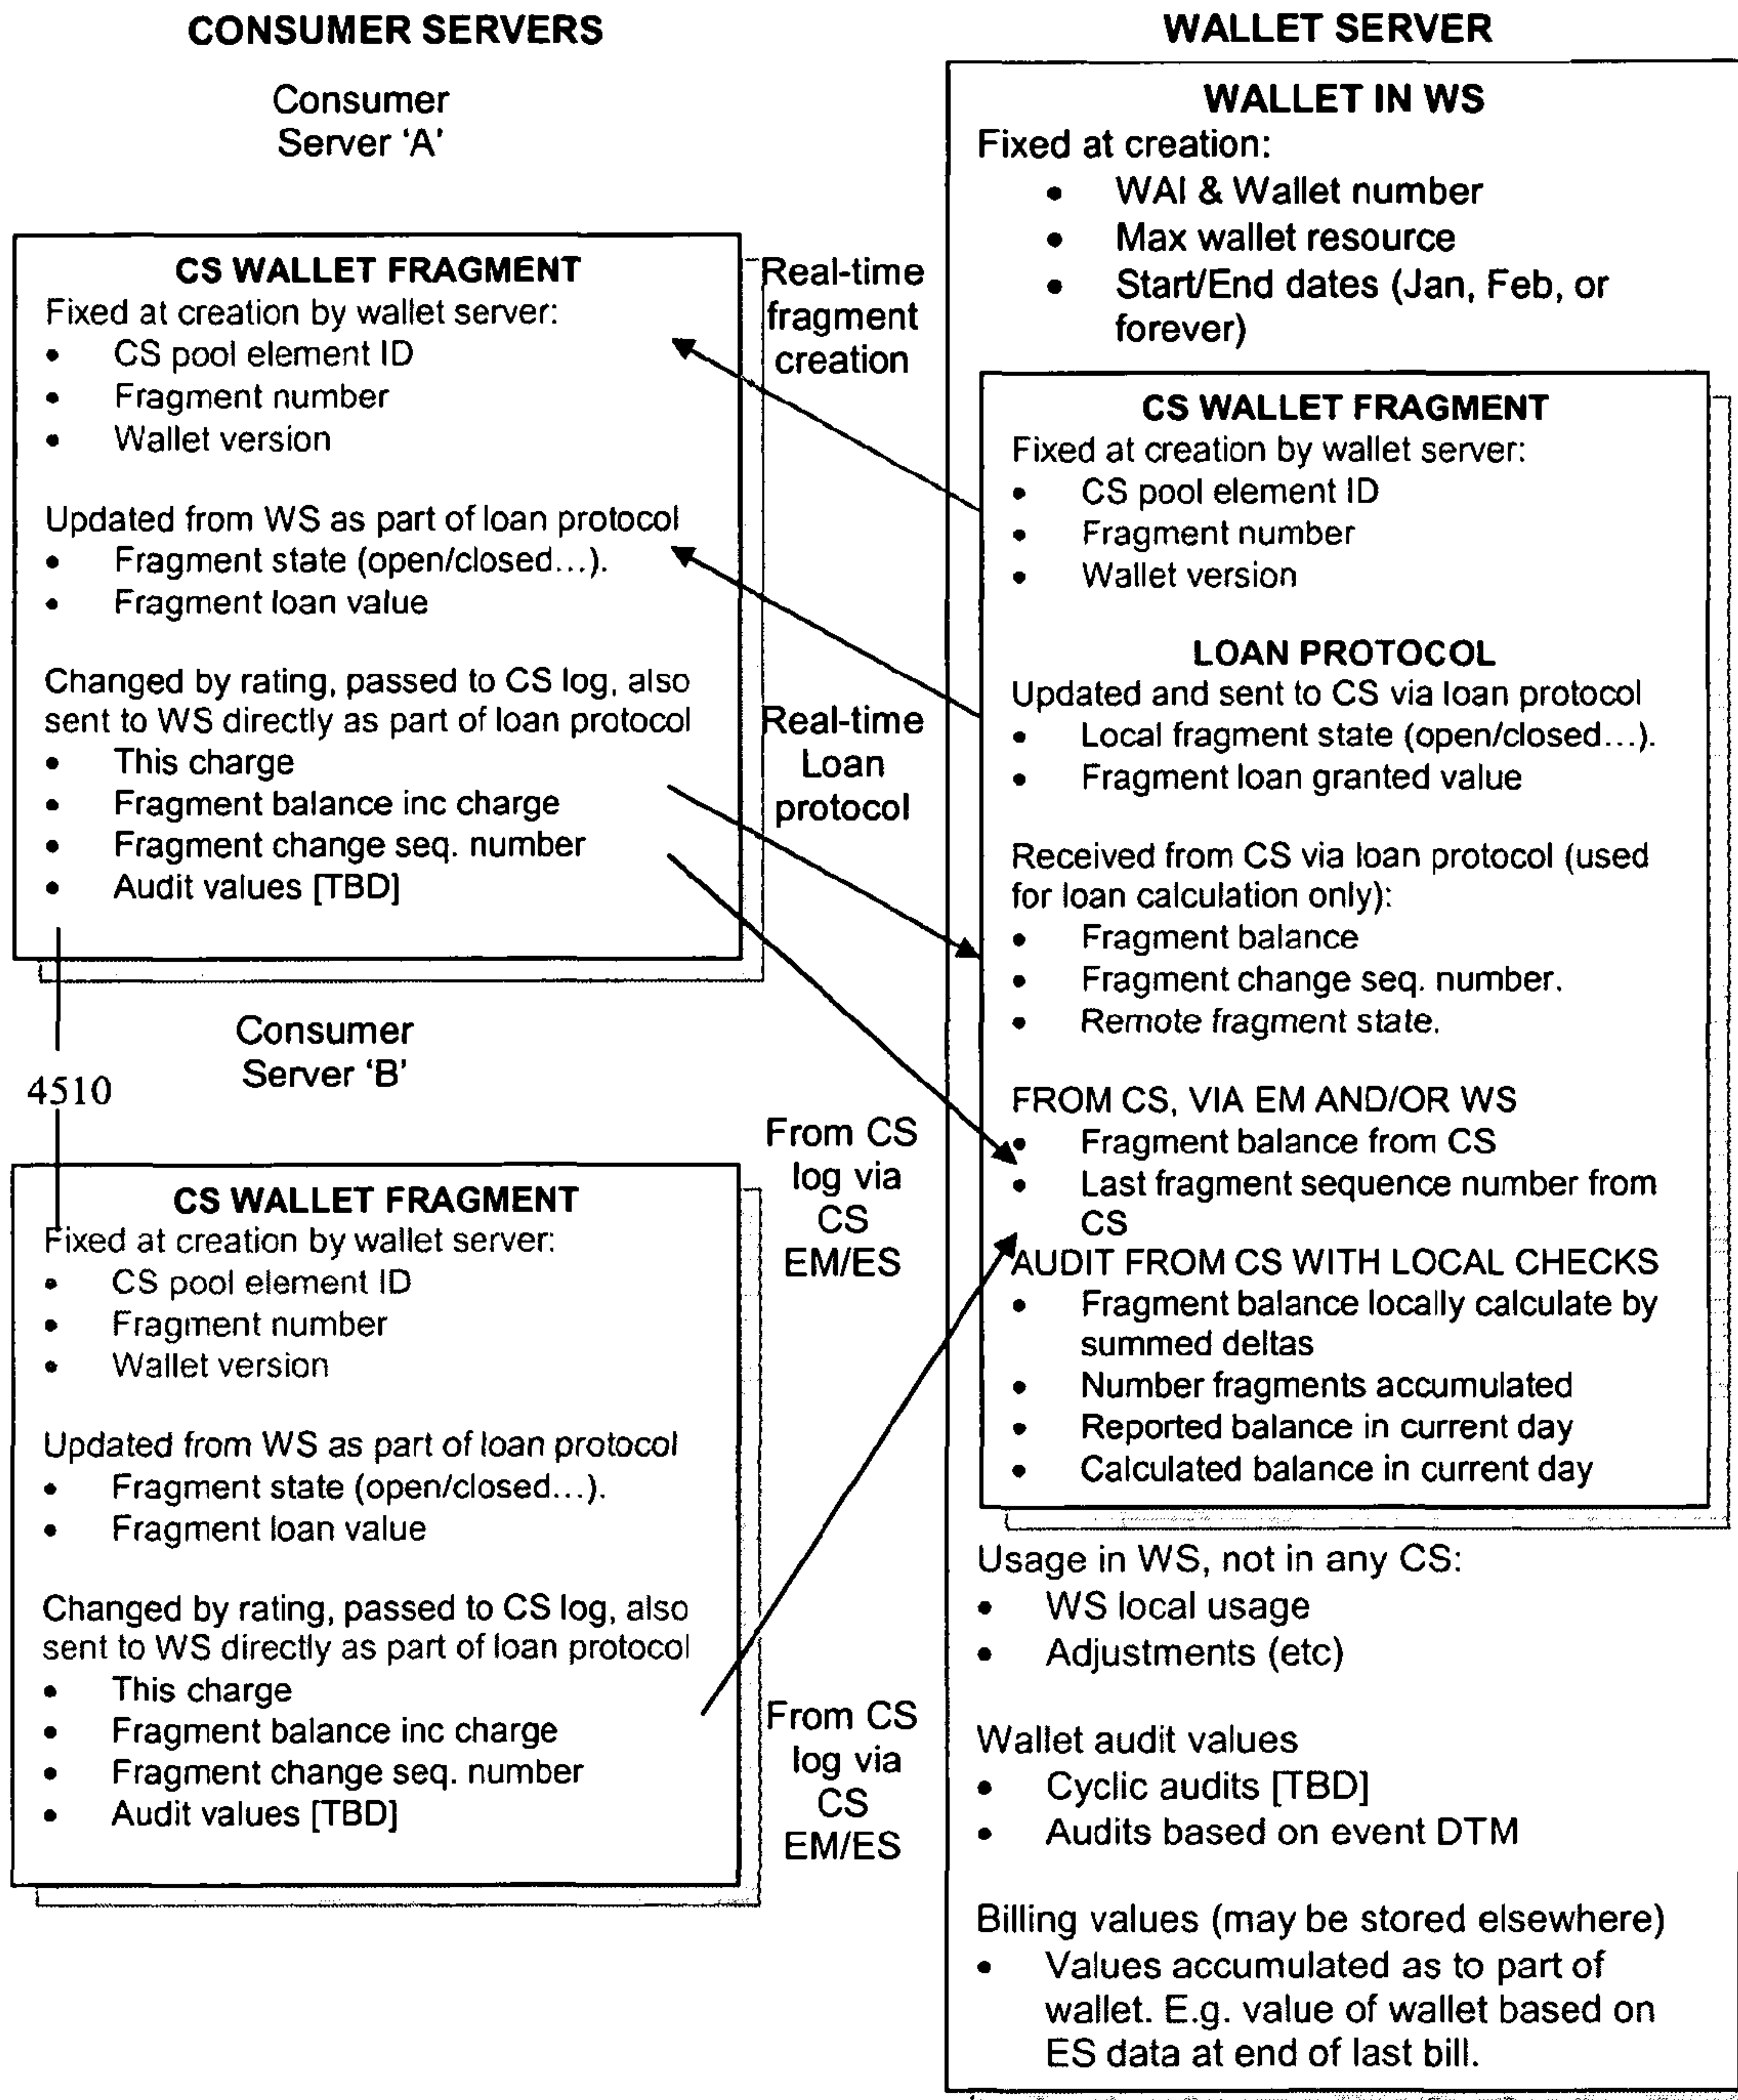 CONSUMER SERVERS
Consumer
Server 'A'
CS WALLET FRAGMENT
Fixed at creation by wallet server:
• CS pool element ID
• Fragment number
• Wallet version
Updated from WS as part of loan protocol
• Fragment state (open/closed...).
• Fragment loan value
Changed by rating, passed to CS log, also
sent to WS directly as part of loan protocol
• This charge
• Fragment balance inc charge
• Fragment change seq. number
• Audit values [TBD]
4510
Consumer
Server 'B'
CS WALLET FRAGMENT
Fixed at creation by wallet server:
• CS pool element ID
• Fragment number
• Wallet version
Updated from WS as part of loan protocol
• Fragment state (open/closed...).
• Fragment loan value
Changed by rating, passed to CS log, also
sent to WS directly as part of loan protocol
• This charge
• Fragment balance inc charge
• Fragment change seq. number
• Audit values [TBD]
Real-time
fragment
creation
Real-time
Loan
protocol
From CS
log via
CS
EM/ES
From CS
log via
CS
EM/ES
WALLET SERVER
WALLET IN WS
Fixed at creation:
• WAI & Wallet number
• Max wallet resource
• Start/End dates (Jan, Feb, or
forever)
CS WALLET FRAGMENT
Fixed at creation by wallet server:
• CS pool element ID
• Fragment number
• Wallet version
LOAN PROTOCOL
Updated and sent to CS via loan protocol
• Local fragment state (open/closed...).
• Fragment loan granted value
Received from CS via loan protocol (used
for loan calculation only):
• Fragment balance
• Fragment change seq. number.
• Remote fragment state.
FROM CS, VIA EM AND/OR WS
• Fragment balance from CS
• Last fragment sequence number from
CS
AUDIT FROM CS WITH LOCAL CHECKS
• Fragment balance locally calculate by
summed deltas
• Number fragments accumulated
• Reported balance in current day
• Calculated balance in current day
Usage in WS, not in any CS:
• WS local usage
• Adjustments (etc)
Wallet audit values
• Cyclic audits [TBD]
• Audits based on event DTM
Billing values (may be stored elsewhere)
• Values accumulated as to part of
wallet. E.g. value of wallet based on
ES data at end of last bill.